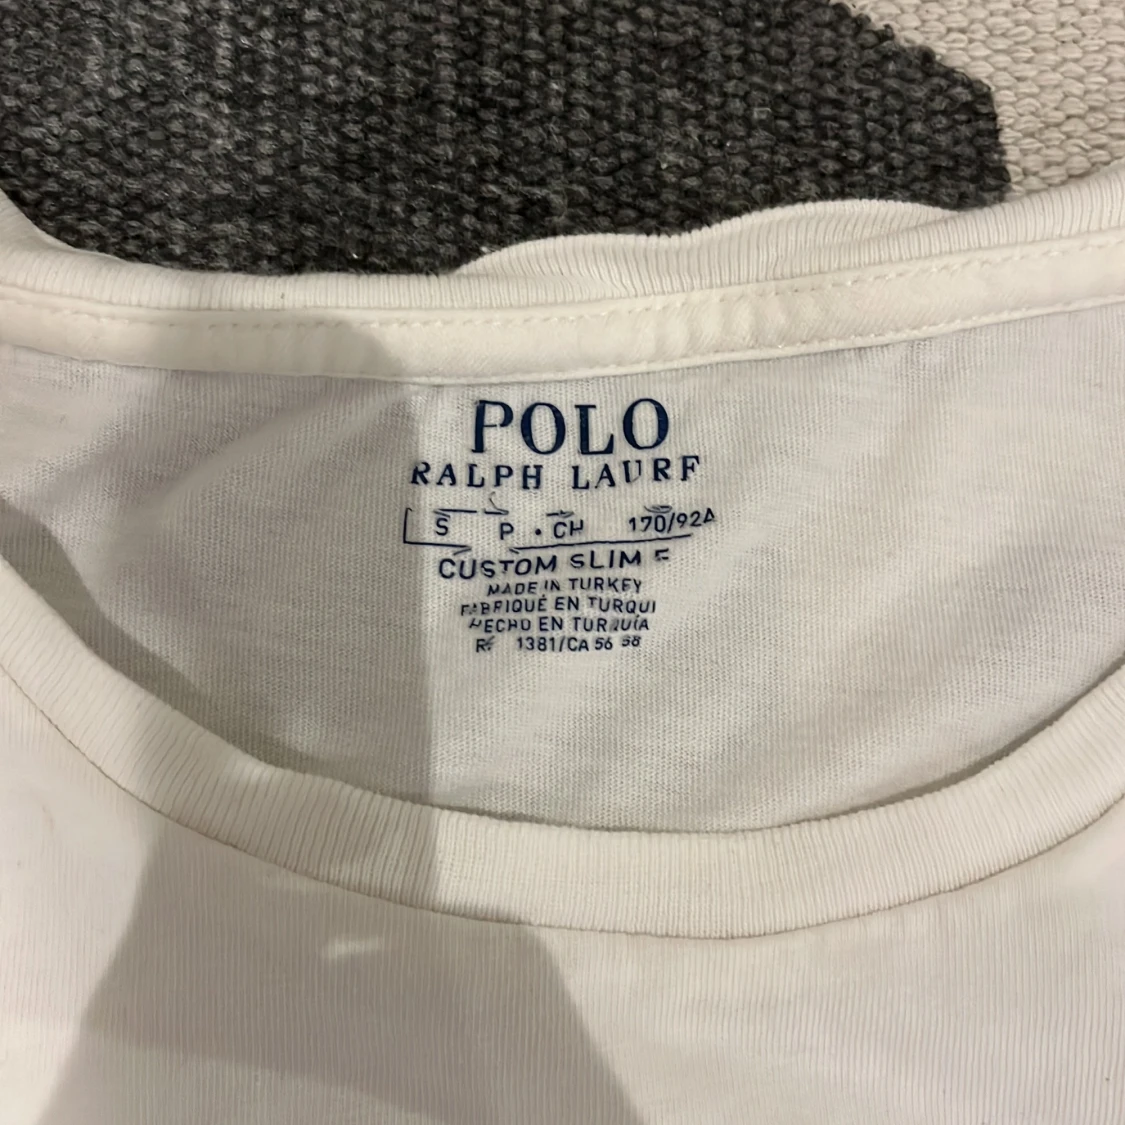 POLO
RALPH LAURE
S P • CH 170/92A
CUSTOM SLIM F
MADE IN TURKEY
FABRIQUÉ EN TURQUI
HECHO EN TURQUÍA
1381/CA 56